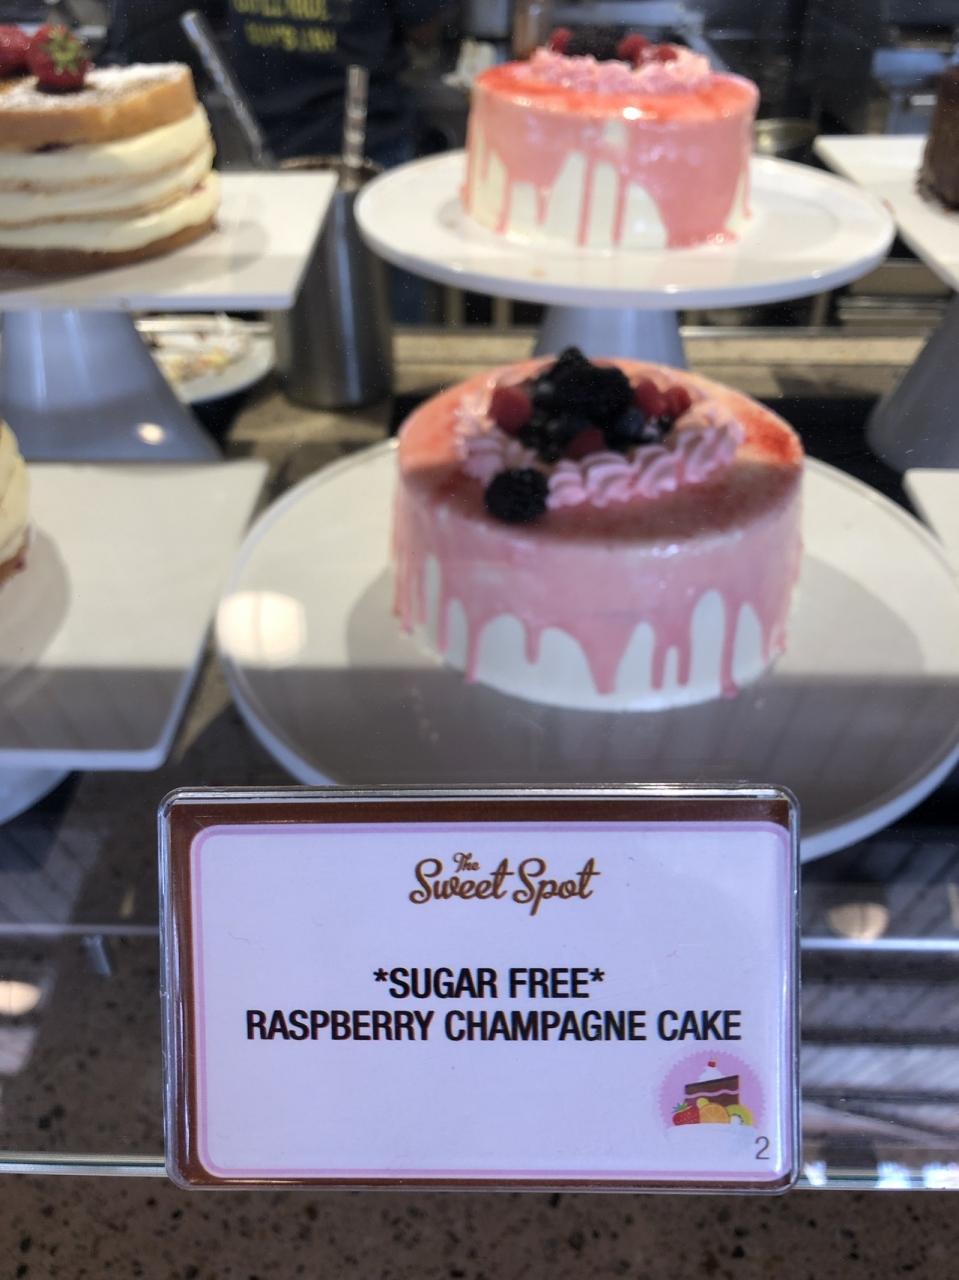 The
Sweet Spot
*SUGAR FREE*
RASPBERRY CHAMPAGNE CAKE
2